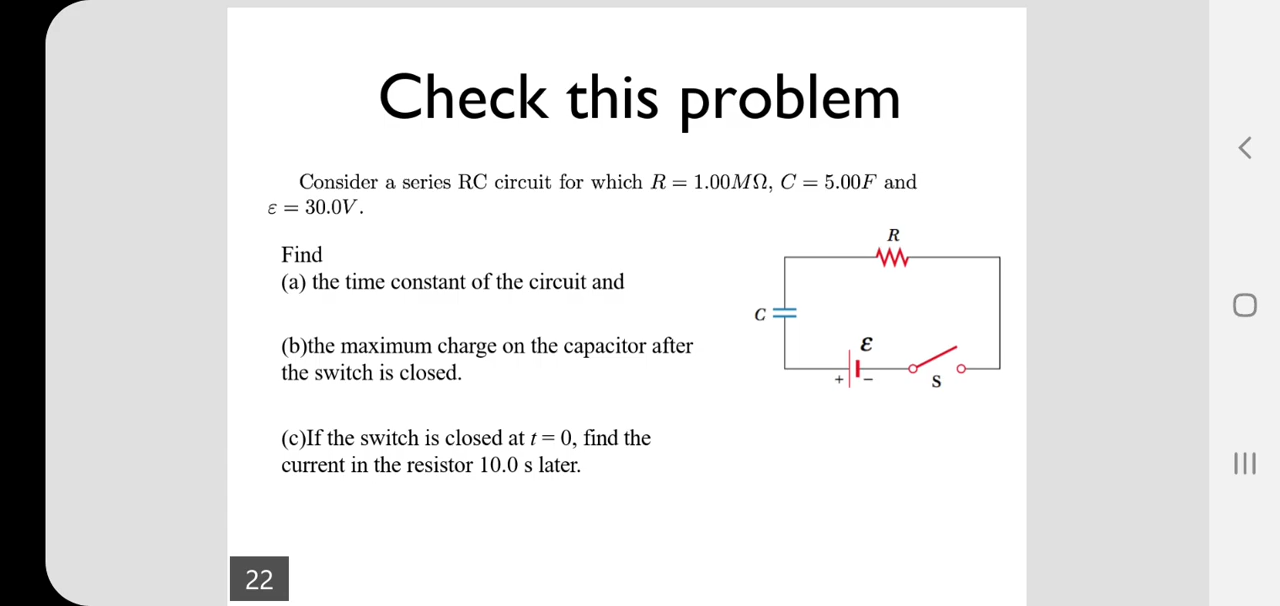 Check this problem
Consider a series RC circuit for which R = 1.00MΩ, C = 5.00F and
ε = 30.0V.
Find
(a) the time constant of the circuit and
(b)the maximum charge on the capacitor after
the switch is closed.
(c)If the switch is closed at t = 0, find the
current in the resistor 10.0 s later.
R
C
ε
+
−
S
22